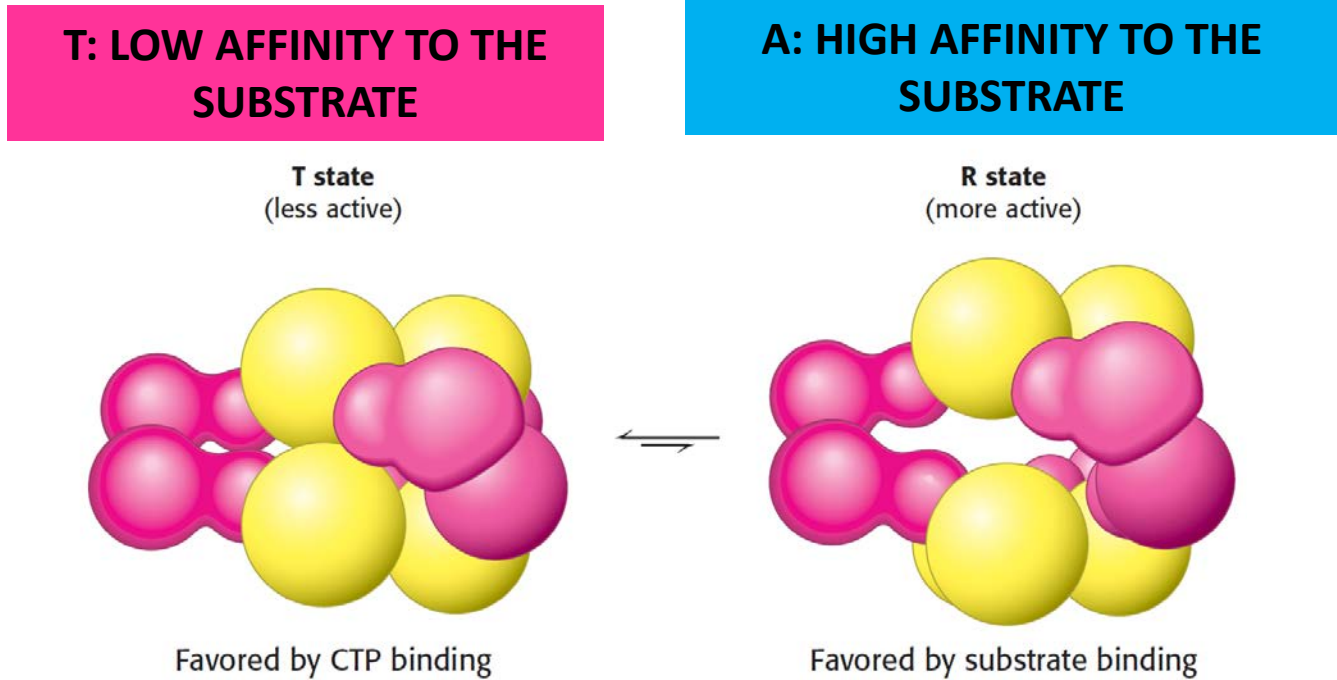 T: LOW AFFINITY TO THE
SUBSTRATE
A: HIGH AFFINITY TO THE
SUBSTRATE
T state
(less active)
R state
(more active)
Favored by CTP binding
Favored by substrate binding